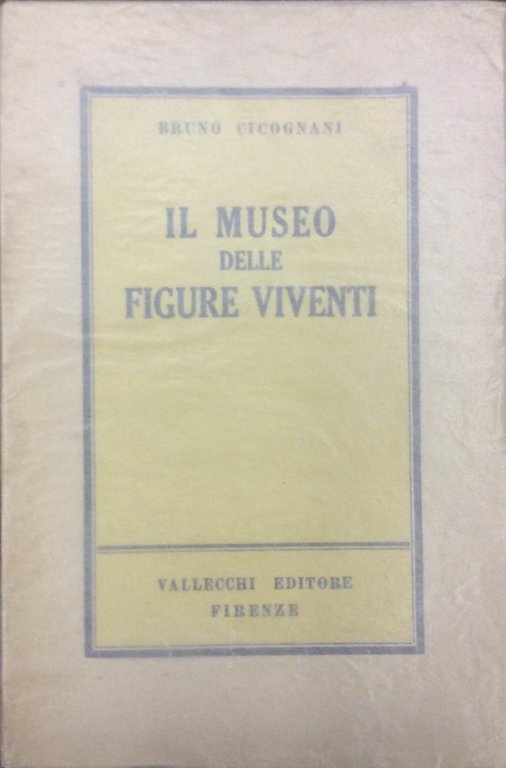 BRUNO CICOGNANI
IL MUSEO
DELLE
FIGURE VIVENTI
VALLECCHI EDITORE
FIRENZE